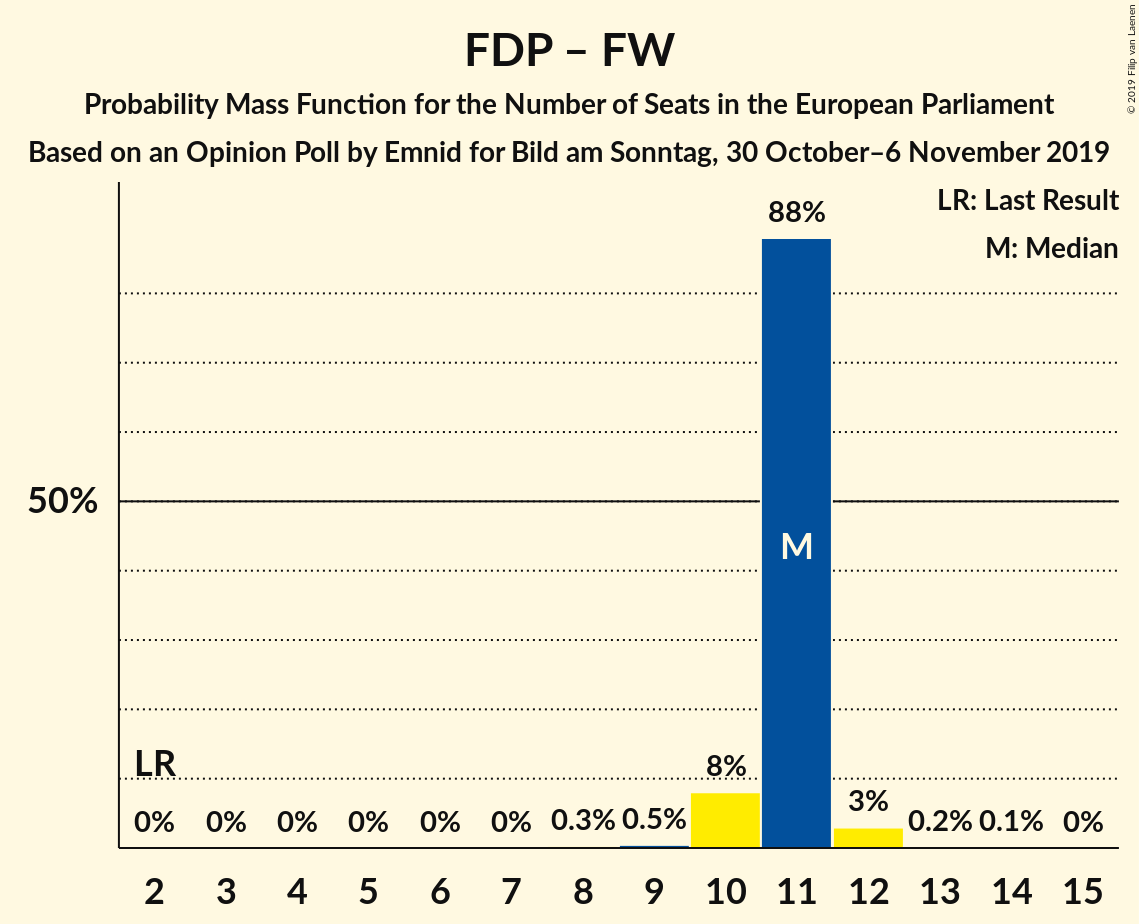 FDP – FW
Probability Mass Function for the Number of Seats in the European Parliament
Based on an Opinion Poll by Emnid for Bild am Sonntag, 30 October–6 November 2019
© 2019 Filip van Laenen
LR: Last Result
M: Median
88%
50%
M
LR
0% 0% 0% 0% 0% 0% 0.3% 0.5% 8% 3% 0.2% 0.1% 0%
2 3 4 5 6 7 8 9 10 11 12 13 14 15